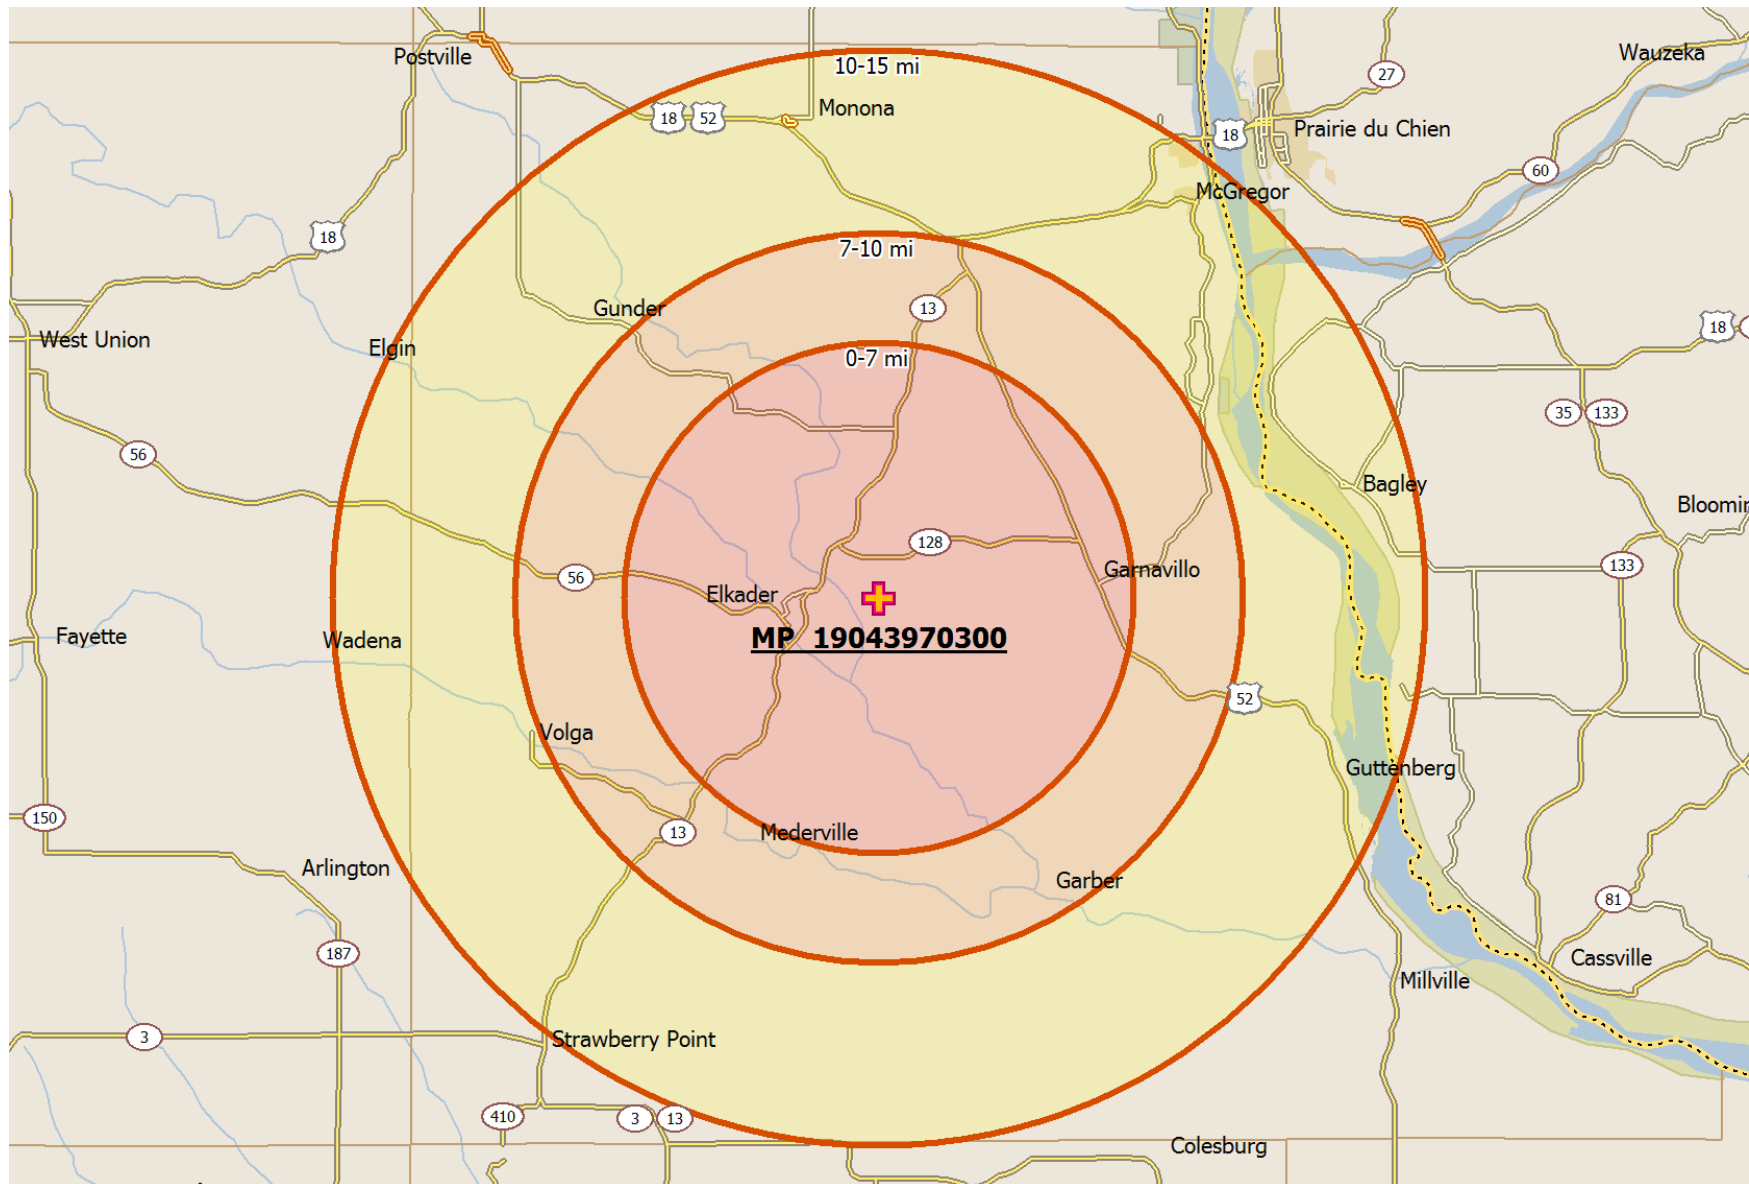 Postville
10-15 mi
Wauzeka
27
Monona
18
52
18
Prairie du Chien
60
McGregor
18
7-10 mi
Gunder
13
West Union
Elgin
0-7 mi
18
35
133
56
Bagley
Bloomin
128
133
56
Garnavillo
Elkader
MP 19043970300
Fayette
Wadena
52
Volga
Guttenberg
150
13
Mederville
Arlington
Garber
81
187
Cassville
Millville
3
Strawberry Point
410
3
13
Colesburg